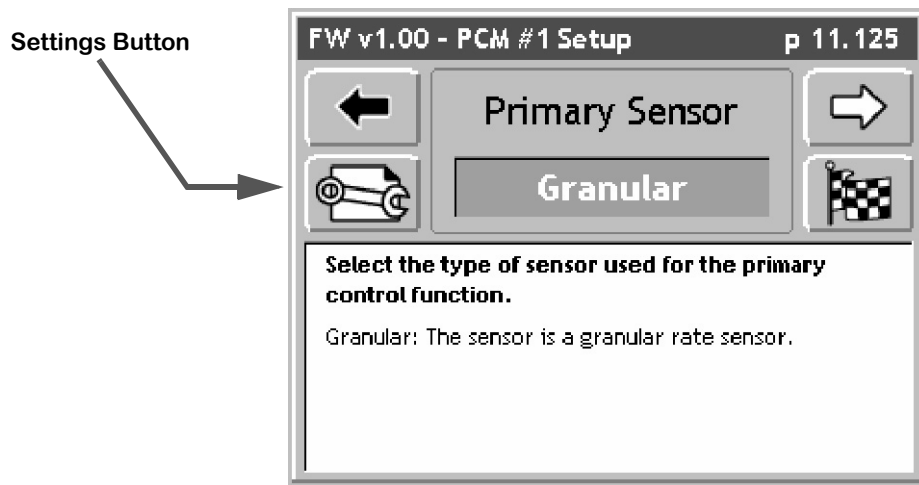 Settings Button
FW v1.00 - PCM #1 Setup p 11.125
Primary Sensor
Granular
Select the type of sensor used for the primary
control function.
Granular: The sensor is a granular rate sensor.